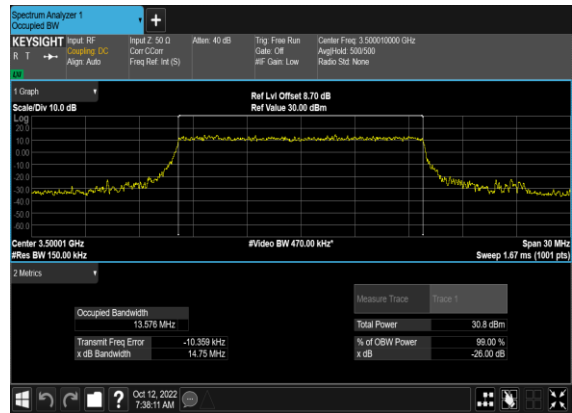 Spectrum Analyzer 1
Occupied BW
+
KEYSIGHT Input: RF Input Z: 50 Ω Atten: 40 dB Trig: Free Run Center Freq: 3.500010000 GHz
Coupling: DC Corr CCorr Gate: Off Avg|Hold: 500/500
R T Align: Auto Freq Ref: Int (S) #IF Gain: Low Radio Std: None
1 Graph
Ref Lvl Offset 8.70 dB
Scale/Div 10.0 dB Ref Value 30.00 dBm
Log
20.0
10.0
0.00
-10.0
-20.0
-30.0
-40.0
-50.0
-60.0
Center 3.50001 GHz #Video BW 470.00 kHz* Span 30 MHz
#Res BW 150.00 kHz Sweep 1.67 ms (1001 pts)
2 Metrics
Measure Trace Trace 1
Occupied Bandwidth
13.576 MHz
Total Power 30.8 dBm
Transmit Freq Error -10.359 kHz % of OBW Power 99.00 %
x dB Bandwidth 14.75 MHz x dB -26.00 dB
?
Oct 12, 2022
7:38:11 AM